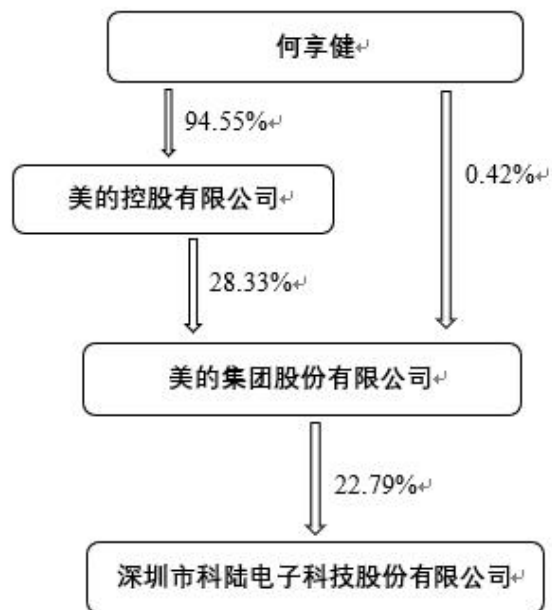 何享健
94.55%
0.42%
美的控股有限公司
28.33%
美的集团股份有限公司
22.79%
深圳市科陆电子科技股份有限公司